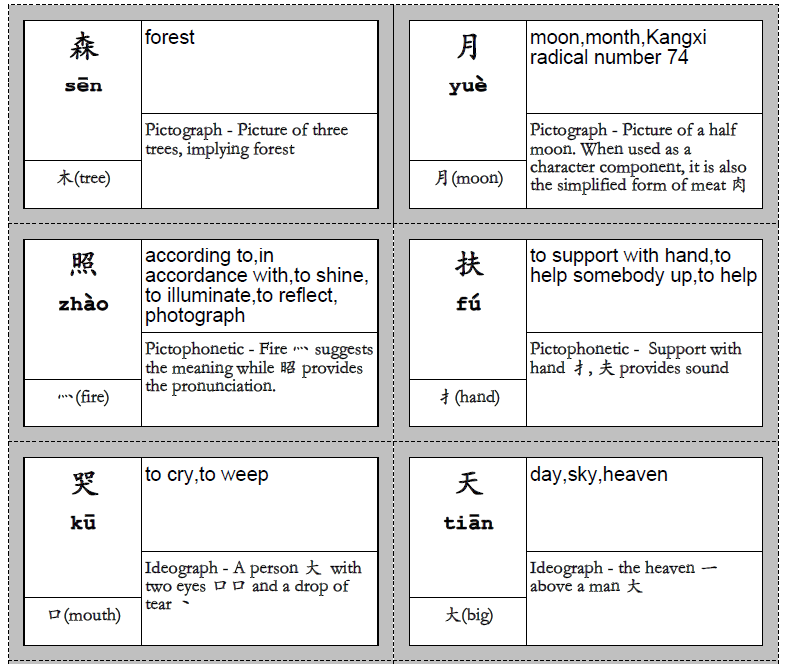 森
sēn
forest
Pictograph - Picture of three
trees, implying forest
木(tree)
月
yuè
moon,month,Kangxi
radical number 74
Pictograph - Picture of a half
moon. When used as a
character component, it is also
the simplified form of meat 肉
月(moon)
照
zhào
according to,in
accordance with,to shine,
to illuminate,to reflect,
photograph
Pictophonetic - Fire 灬 suggests
the meaning while 昭 provides
the pronunciation.
灬(fire)
扶
fú
to support with hand,to
help somebody up,to help
Pictophonetic - Support with
hand 扌, 夫 provides sound
扌(hand)
哭
kū
to cry,to weep
Ideograph - A person 大 with
two eyes 口口 and a drop of
tear 丶
口(mouth)
天
tiān
day,sky,heaven
Ideograph - the heaven 一
above a man 大
大(big)